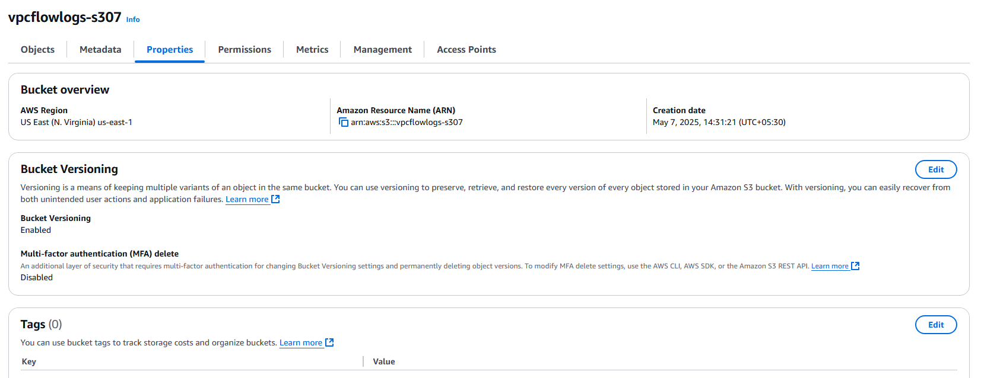 vpcflowlogs-s307 Info
Objects Metadata Properties Permissions Metrics Management Access Points
Bucket overview
AWS Region
US East (N. Virginia) us-east-1
Amazon Resource Name (ARN)
arn:aws:s3:::vpcflowlogs-s307
Creation date
May 7, 2025, 14:31:21 (UTC+05:30)
Bucket Versioning
Edit
Versioning is a means of keeping multiple variants of an object in the same bucket. You can use versioning to preserve, retrieve, and restore every version of every object stored in your Amazon S3 bucket. With versioning, you can easily recover from
both unintended user actions and application failures. Learn more
Bucket Versioning
Enabled
Multi-factor authentication (MFA) delete
An additional layer of security that requires multi-factor authentication for changing Bucket Versioning settings and permanently deleting object versions. To modify MFA delete settings, use the AWS CLI, AWS SDK, or the Amazon S3 REST API. Learn more
Disabled
Tags (0)
Edit
You can use bucket tags to track storage costs and organize buckets. Learn more
Key Value